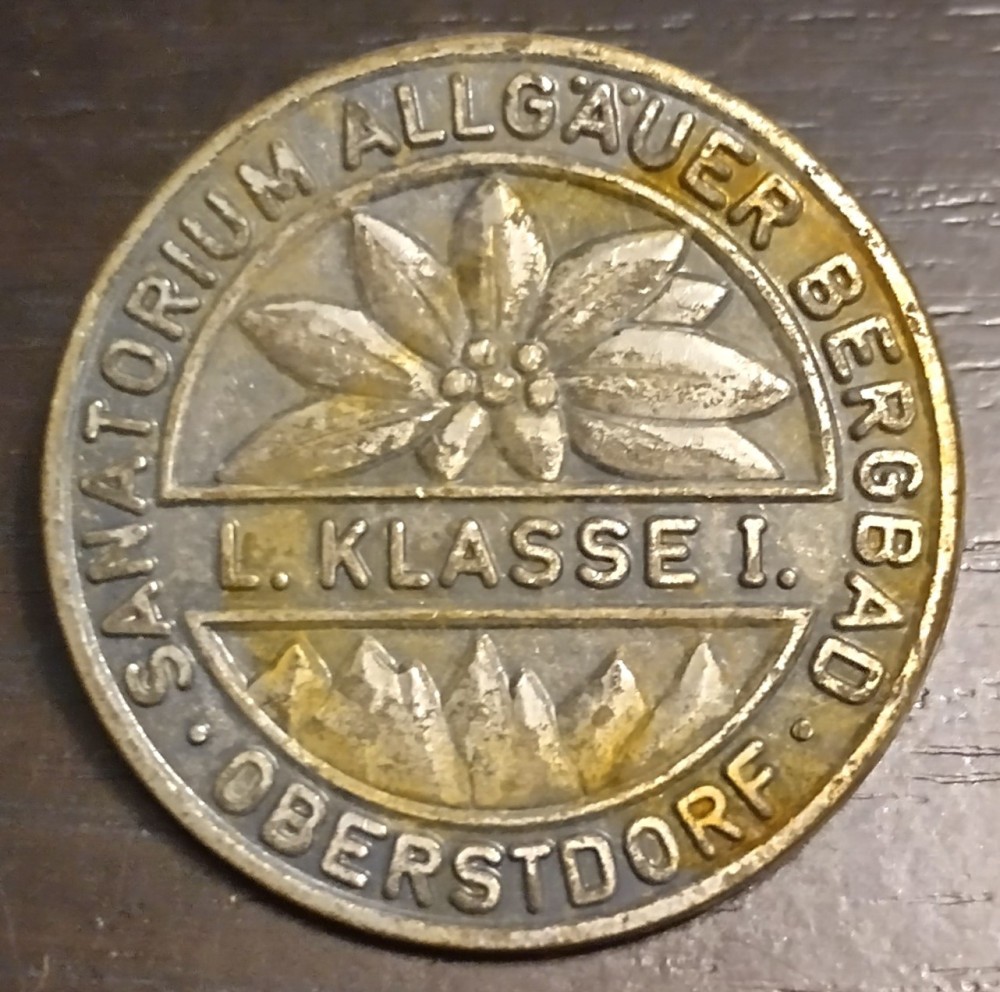 SANATORIUM ALLGÄUER BERGBAD
L. KLASSE I.
· OBERSTDORF ·